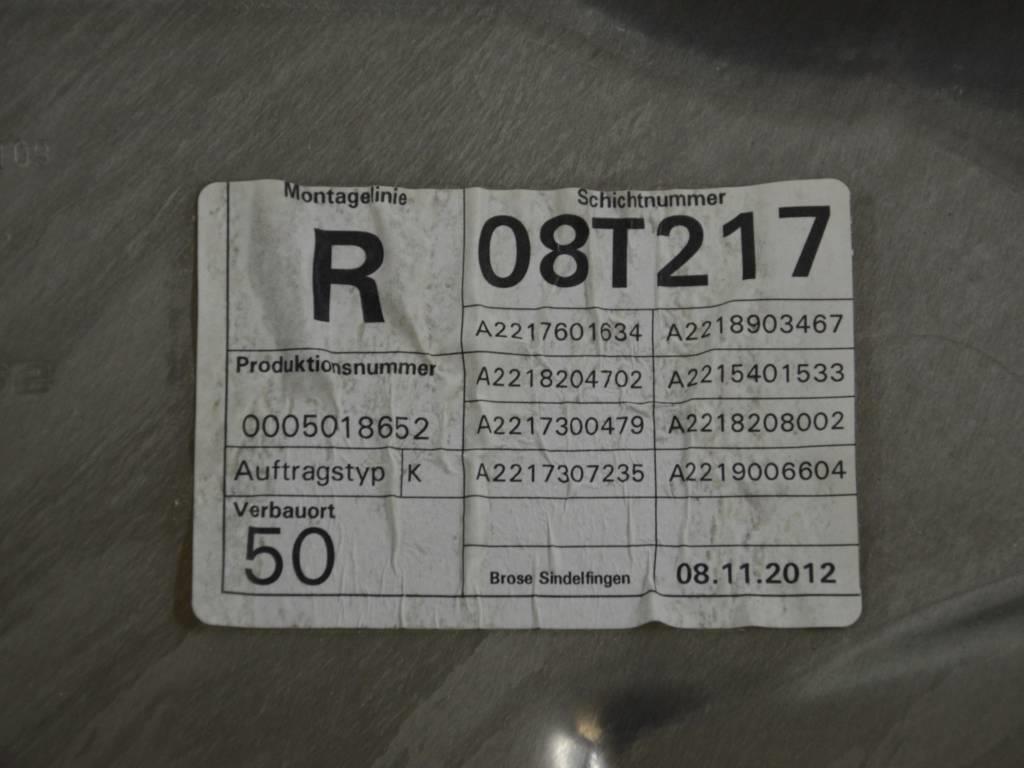 Montagelinie
R
Schichtnummer
08T217
A2217601634 A2218903467
A2218204702 A2215401533
A2217300479 A2218208002
A2217307235 A2219006604
Produktionsnummer
0005018652
Auftragstyp K
Verbauort
50
Brose Sindelfingen 08.11.2012